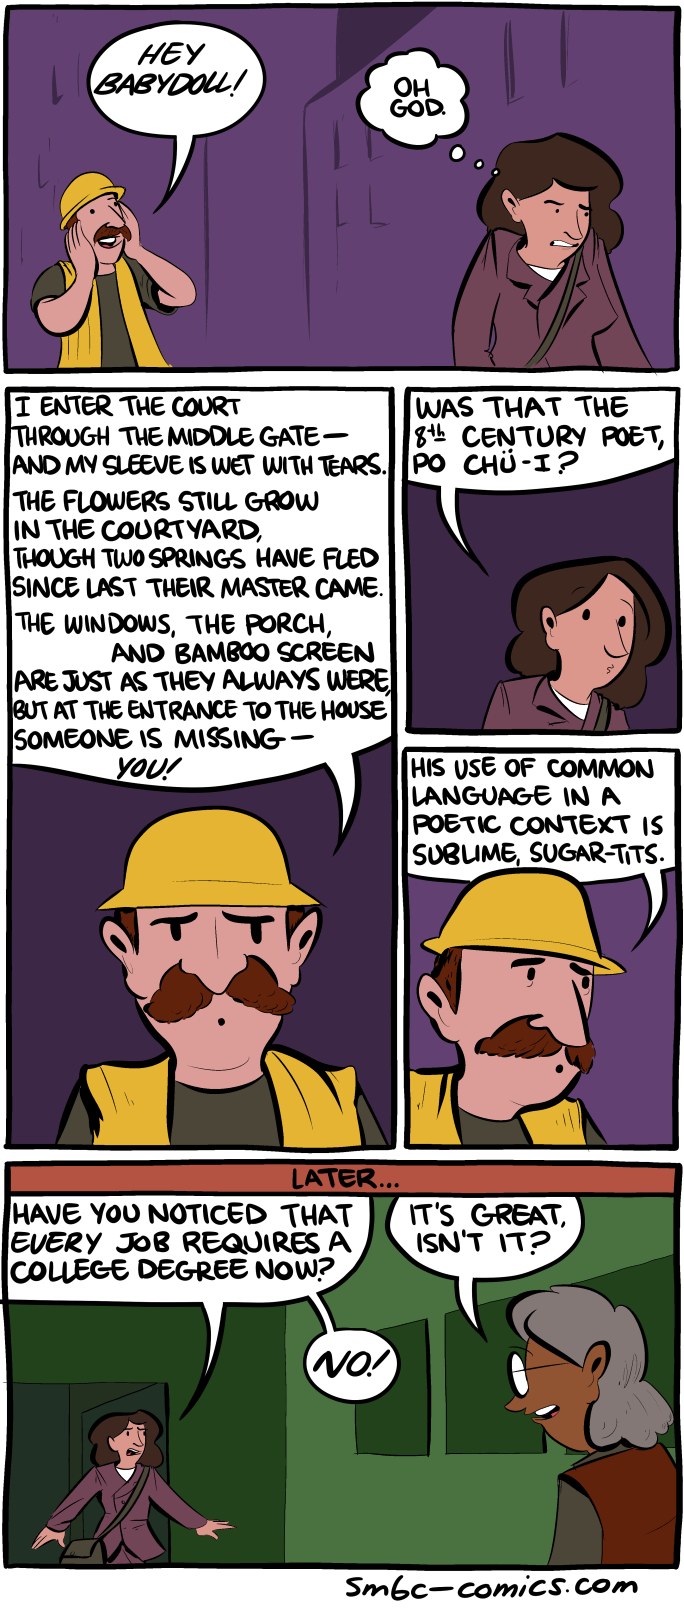 HEY
BABYDOLL!
OH
GOD.
I ENTER THE COURT
THROUGH THE MIDDLE GATE—
AND MY SLEEVE IS WET WITH TEARS.
THE FLOWERS STILL GROW
IN THE COURTYARD,
THOUGH TWO SPRINGS HAVE FLED
SINCE LAST THEIR MASTER CAME.
THE WINDOWS, THE PORCH,
AND BAMBOO SCREEN
ARE JUST AS THEY ALWAYS WERE,
BUT AT THE ENTRANCE TO THE HOUSE
SOMEONE IS MISSING—
YOU!
WAS THAT THE
8th CENTURY POET,
PO CHÜ-I?
HIS USE OF COMMON
LANGUAGE IN A
POETIC CONTEXT IS
SUBLIME, SUGAR-TITS.
LATER...
HAVE YOU NOTICED THAT
EVERY JOB REQUIRES A
COLLEGE DEGREE NOW?
IT'S GREAT,
ISN'T IT?
NO!
smbc-comics.com